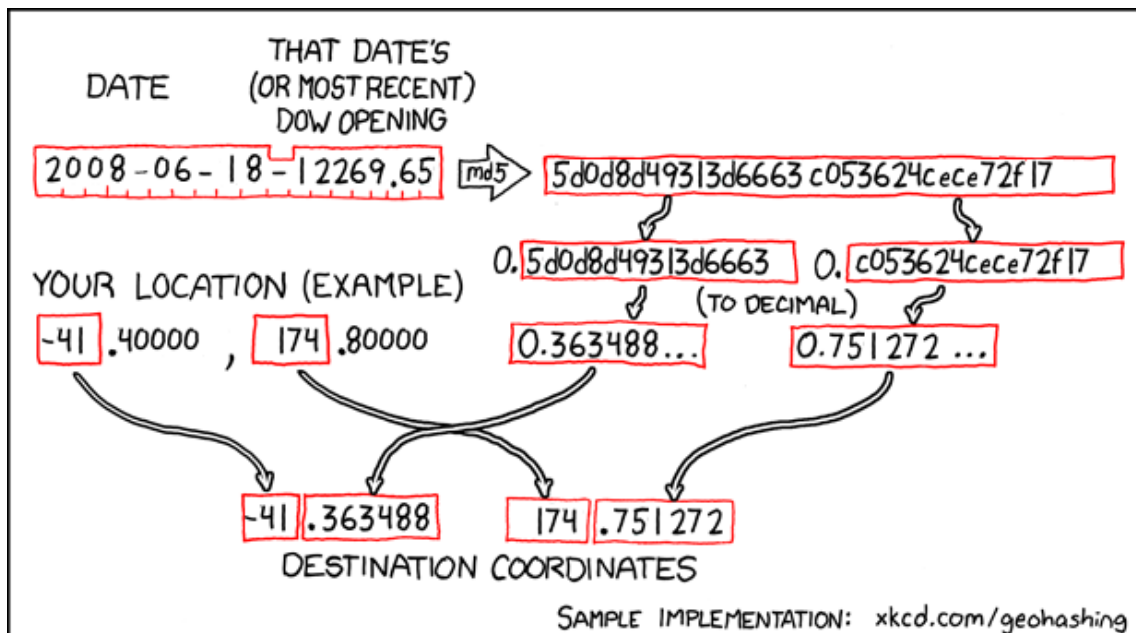 DATE
THAT DATE'S
(OR MOST RECENT)
DOW OPENING
2008-06-18-12269.65
md5
5d0d8d49313d6663c053624cece72f17
0.5d0d8d49313d6663
0.c053624cece72f17
(TO DECIMAL)
0.363488...
0.751272...
YOUR LOCATION (EXAMPLE)
-41.40000, 174.80000
-41.363488
174.751272
DESTINATION COORDINATES
SAMPLE IMPLEMENTATION: xkcd.com/geohashing